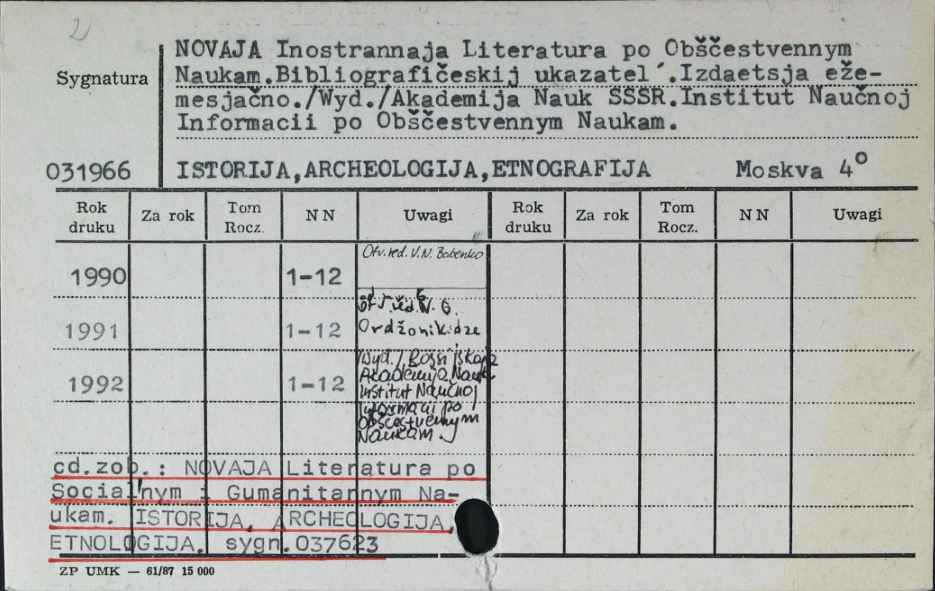 2
NOVAJA Inostrannaja Literatura po Obščestvennym
Sygnatura
Naukam.Bibliografičeskij ukazatel´.Izdaetsja eže-
mesjačno./Wyd./Akademija Nauk SSSR.Institut Naučnoj
Informacii po Obščestvennym Naukam.
031966 ISTORIJA,ARCHEOLOGIJA,ETNOGRAFIJA Moskva 4°
Rok druku Za rok Tom Rocz. N N Uwagi Rok druku Za rok Tom Rocz. N N Uwagi
Otv. red. V.N. Babenko
1990 1-12
Otv. red. V. G.
1991 1-12 Ordžonikidze
Wyd./ Rossijskaja
1992 1-12 Academija Nauk
Institut Naučnoj
Informacii po
Obščestvennym
Naukam.
cd.zob.: NOVAJA Literatura po
Social'nym i Gumanitarnym Na-
ukam. ISTORIJA, ARCHEOLOGIJA,
ETNOLOGIJA. sygn.037623
ZP UMK — 61/87 15 000